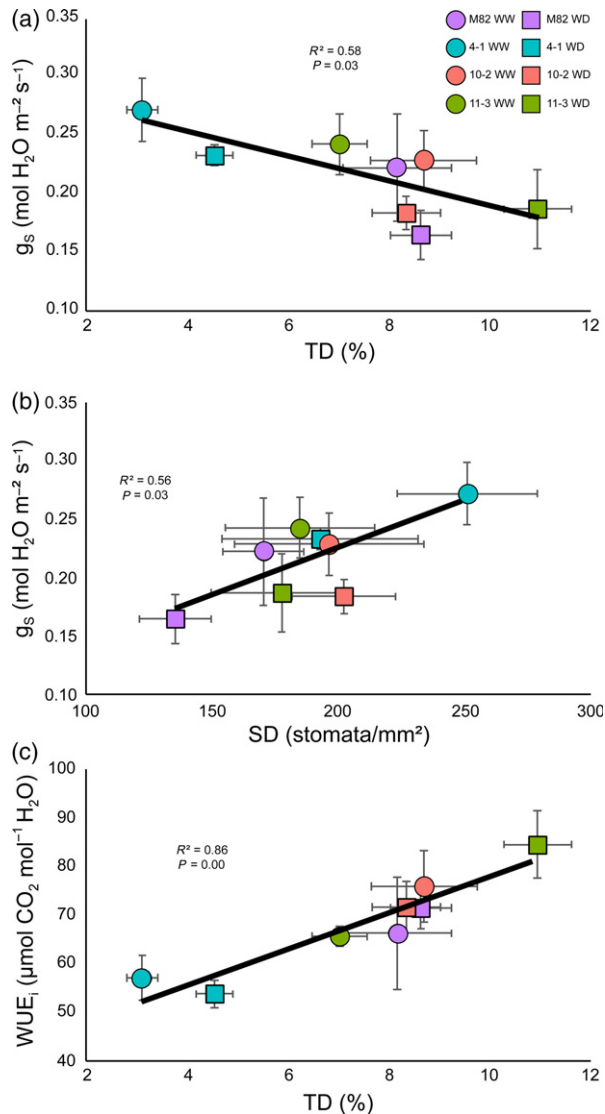 (a)
M82 WW M82 WD
4-1 WW 4-1 WD
10-2 WW 10-2 WD
11-3 WW 11-3 WD
R² = 0.58
P = 0.03
0.35
0.30
0.25
0.20
0.15
0.10
gs (mol H₂O m⁻² s⁻¹)
2 4 6 8 10 12
TD (%)
(b)
R² = 0.56
P = 0.03
0.35
0.30
0.25
0.20
0.15
0.10
gs (mol H₂O m⁻² s⁻¹)
100 150 200 250 300
SD (stomata/mm²)
(c)
R² = 0.86
P = 0.00
100
90
80
70
60
50
40
WUEi (µmol CO₂ mol⁻¹ H₂O)
2 4 6 8 10 12
TD (%)